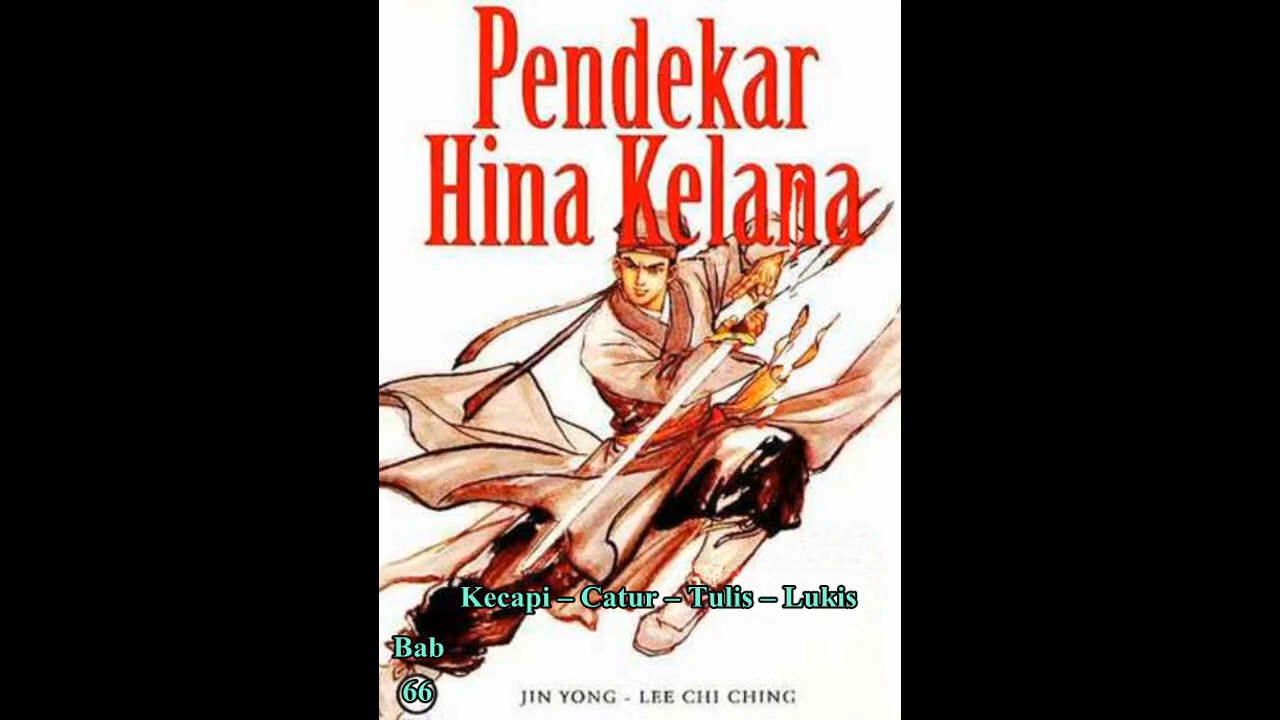 Pendekar
Hina Kelana
Kecapi – Catur – Tulis – Lukis
Bab
66
JIN YONG - LEE CHI CHING